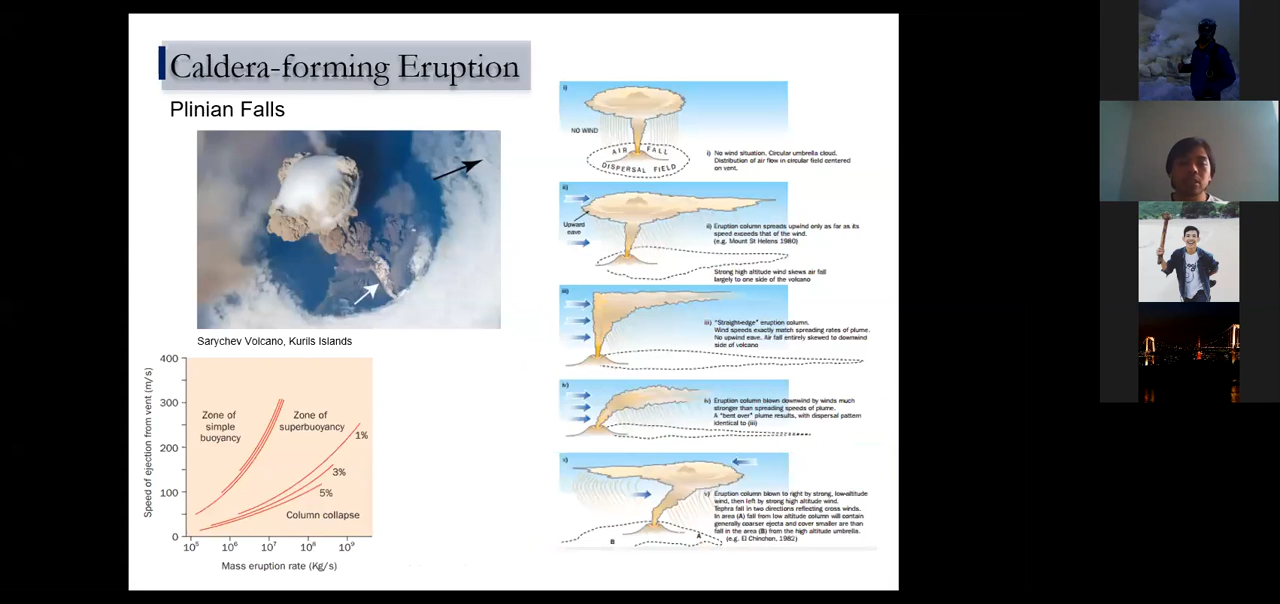 Caldera-forming Eruption
Plinian Falls
Sarychev Volcano, Kurils Islands
Speed of ejection from vent (m/s)
400
300
200
100
0
Zone of
simple
buoyancy
Zone of
superbuoyancy
1%
3%
5%
Column collapse
10⁵
10⁶
10⁷
10⁸
10⁹
Mass eruption rate (Kg/s)
i)
NO WIND
AIR FALL
DISPERSAL FIELD
i) No wind situation. Circular umbrella cloud.
Distribution of air flow in circular field centered
on vent.
ii)
Upward
eave
ii) Eruption column spreads upwind only as far as its
speed exceeds that of the wind.
(e.g. Mount St Helens 1980)
Strong high altitude wind skews air fall
largely to one side of the volcano
iii)
iii) "Straight-edge" eruption column.
Wind speeds exactly match spreading rates of plume.
No upwind eave. Air fall entirely skewed to downwind
side of volcano
iv)
iv) Eruption column blown downwind by winds much
stronger than spreading speeds of plume.
A "bent over" plume results, with dispersal pattern
identical to (iii)
v)
v) Eruption column blown to right by strong, low-altitude
wind, then left by strong high altitude wind.
Tephra fall in two directions reflecting cross winds.
In area (A) fall from low altitude column will contain
generally coarser ejecta and cover smaller are than
fall in the area (B) from the high altitude umbrella.
(e.g. El Chinchon, 1982)
B
A